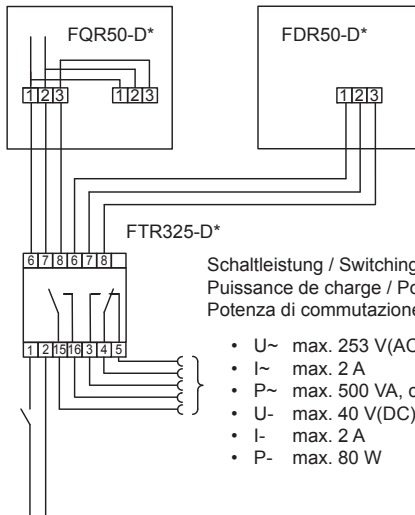 FQR50-D* FDR50-D*
1 2 3 1 2 3 1 2 3
FTR325-D*
6 7 8 6 7 8
1 2 15 16 3 4 5
Schaltleistung / Switching
Puissance de charge /
Potenza di commutazione
• U~ max. 253 V(AC
• I~ max. 2 A
• P~ max. 500 VA,
• U- max. 40 V(DC)
• I- max. 2 A
• P- max. 80 W